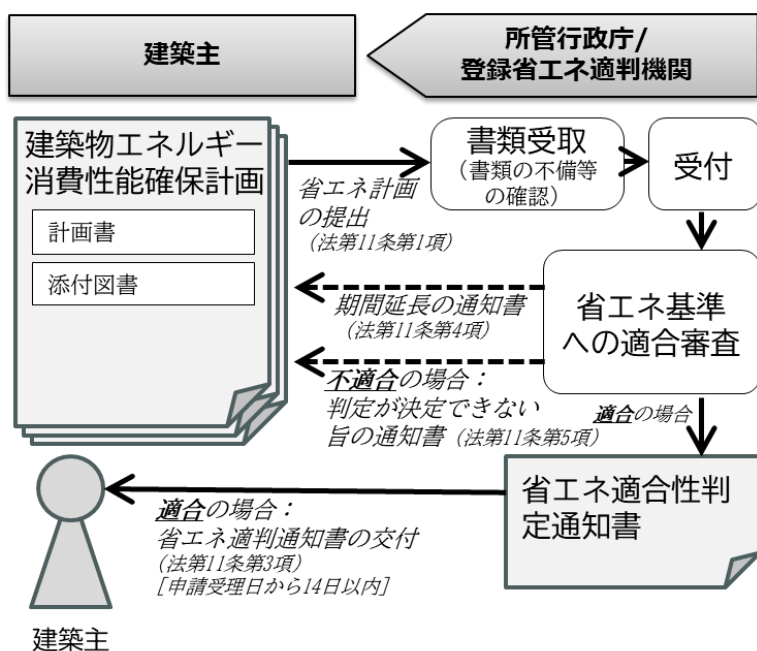 建築主
所管行政庁/
登録省エネ適判機関
建築物エネルギー
消費性能確保計画
計画書
添付図書
省エネ計画
の提出
(法第11条第1項)
書類受取
(書類の不備等
の確認)
受付
期間延長の通知書
(法第11条第4項)
省エネ基準
への適合審査
不適合の場合:
判定が決定できない
旨の通知書(法第11条第5項)
適合の場合
省エネ適合性判
定通知書
適合の場合:
省エネ適判通知書の交付
(法第11条第3項)
[申請受理日から14日以内]
建築主